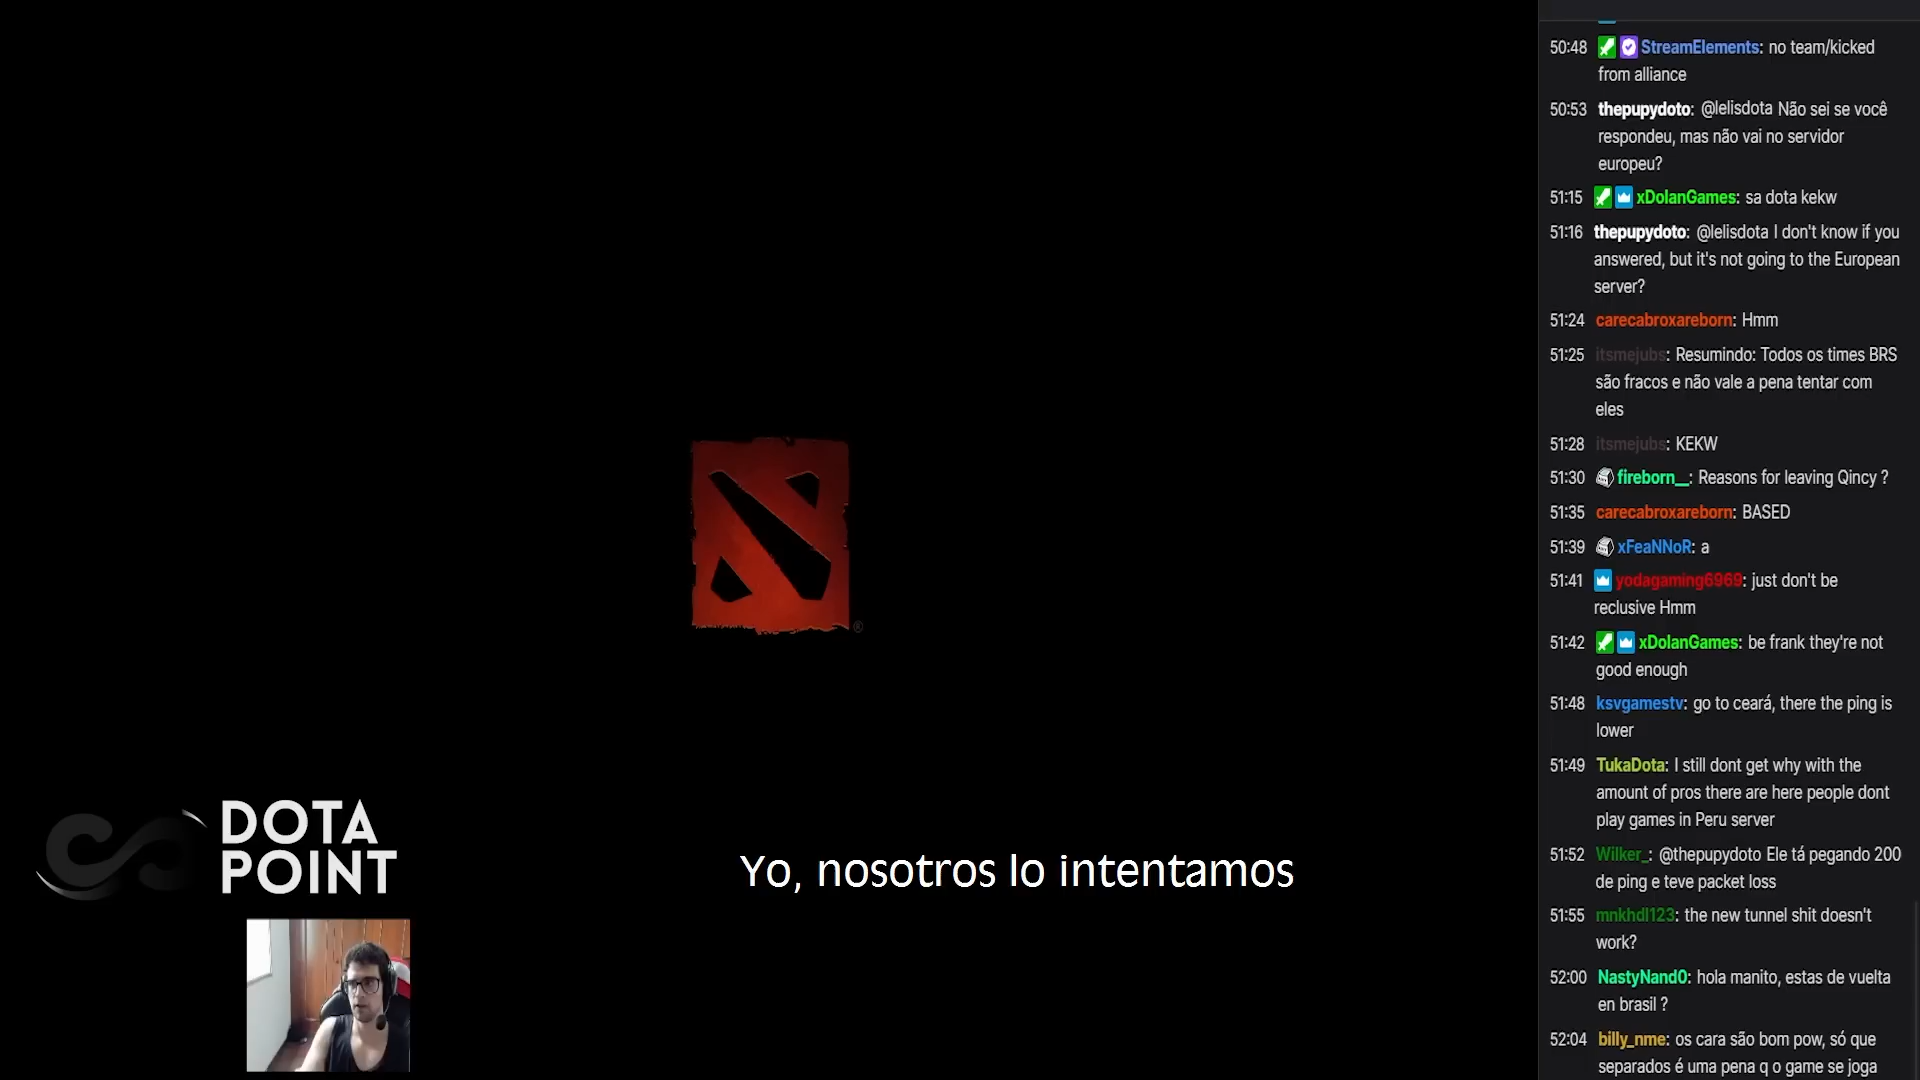 50:48 StreamElements: no team/kicked
from alliance
50:53 thepupydoto: @lelisdota Não sei se você
respondeu, mas não vai no servidor
europeu?
51:15 xDolanGames: sa dota kekw
51:16 thepupydoto: @lelisdota I don't know if you
answered, but it's not going to the European
server?
51:24 carecabroxareborn: Hmm
51:25 itsmejubs: Resumindo: Todos os times BRS
são fracos e não vale a pena tentar com
eles
51:28 itsmejubs: KEKW
51:30 fireborn__: Reasons for leaving Qincy ?
51:35 carecabroxareborn: BASED
51:39 xFeaNNoR: a
51:41 yodagaming6969: just don't be
reclusive Hmm
51:42 xDolanGames: be frank they're not
good enough
51:48 ksvgamestv: go to ceará, there the ping is
lower
51:49 TukaDota: I still dont get why with the
amount of pros there are here people dont
play games in Peru server
51:52 Wilker_: @thepupydoto Ele tá pegando 200
de ping e teve packet loss
51:55 mnkhdl123: the new tunnel shit doesn't
work?
52:00 NastyNand0: hola manito, estas de vuelta
en brasil ?
52:04 billy_nme: os cara são bom pow, só que
separados é uma pena q o game se joga
DOTA
POINT
Yo, nosotros lo intentamos
®